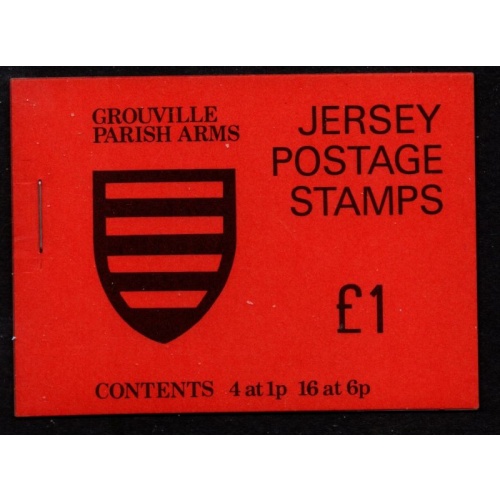 GROUVILLE
PARISH ARMS
JERSEY
POSTAGE
STAMPS
£1
CONTENTS 4 at 1p 16 at 6p